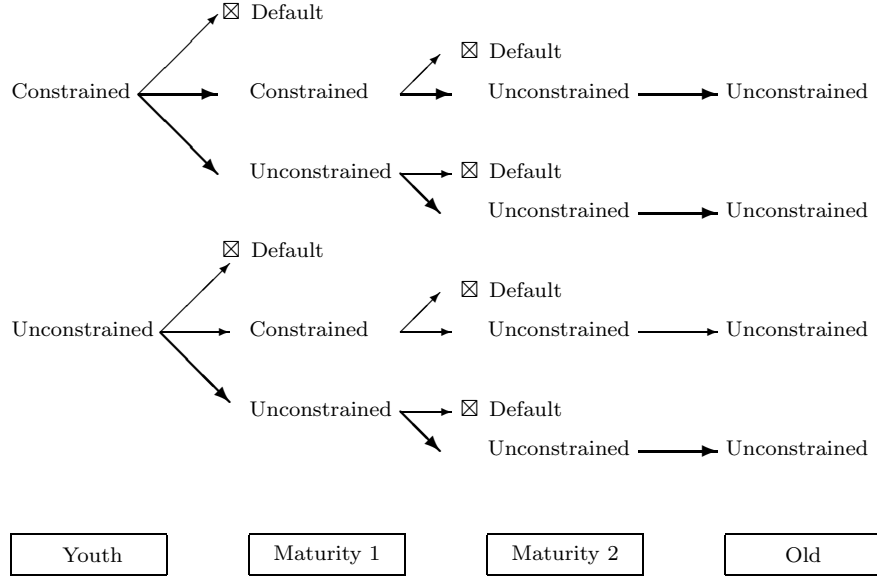 ☒ Default
☒ Default
Constrained Constrained Unconstrained Unconstrained
Unconstrained ☒ Default
Unconstrained Unconstrained
☒ Default
☒ Default
Unconstrained Constrained Unconstrained Unconstrained
Unconstrained ☒ Default
Unconstrained Unconstrained
Youth Maturity 1 Maturity 2 Old